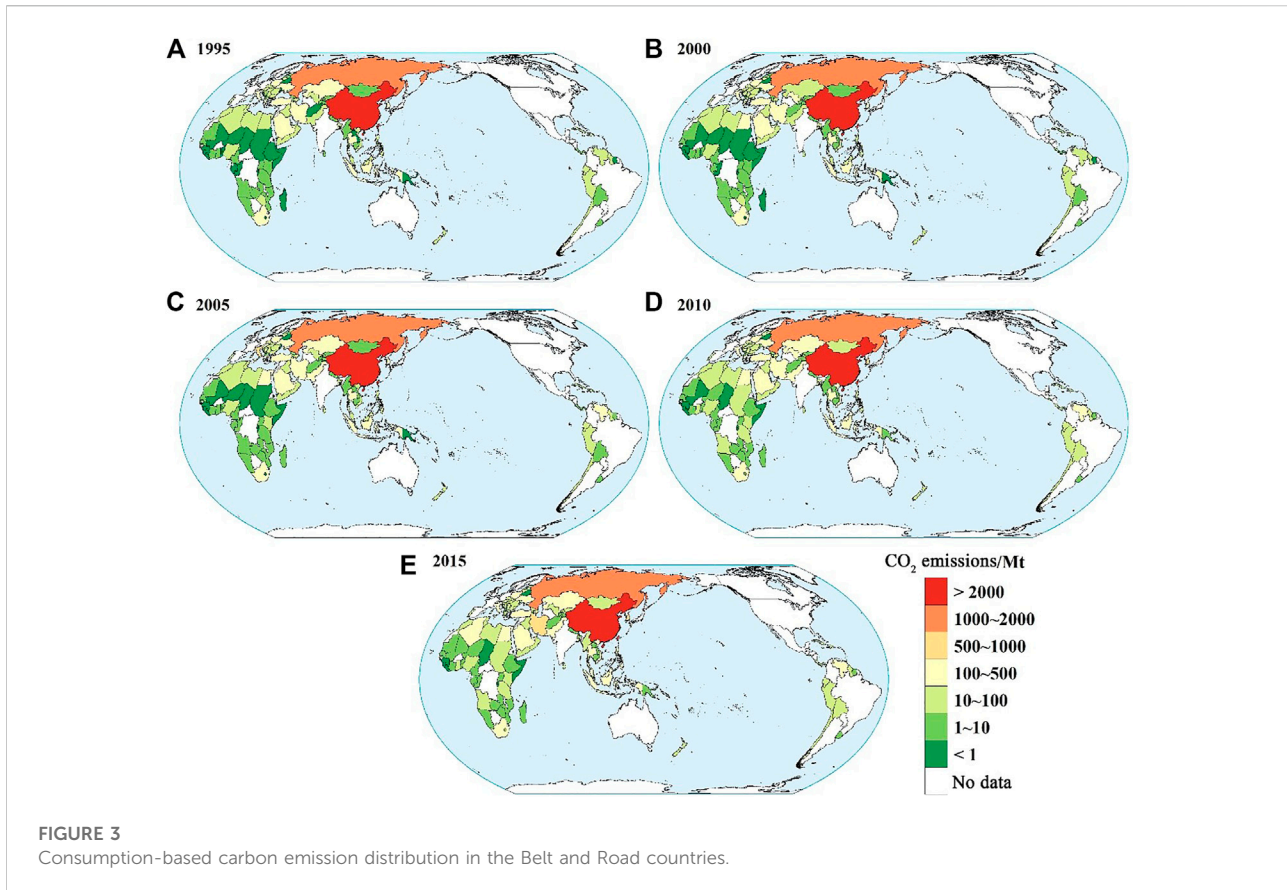 A 1995
B 2000
C 2005
D 2010
E 2015
CO₂ emissions/Mt
> 2000
1000~2000
500~1000
100~500
10~100
1~10
< 1
No data
FIGURE 3
Consumption-based carbon emission distribution in the Belt and Road countries.